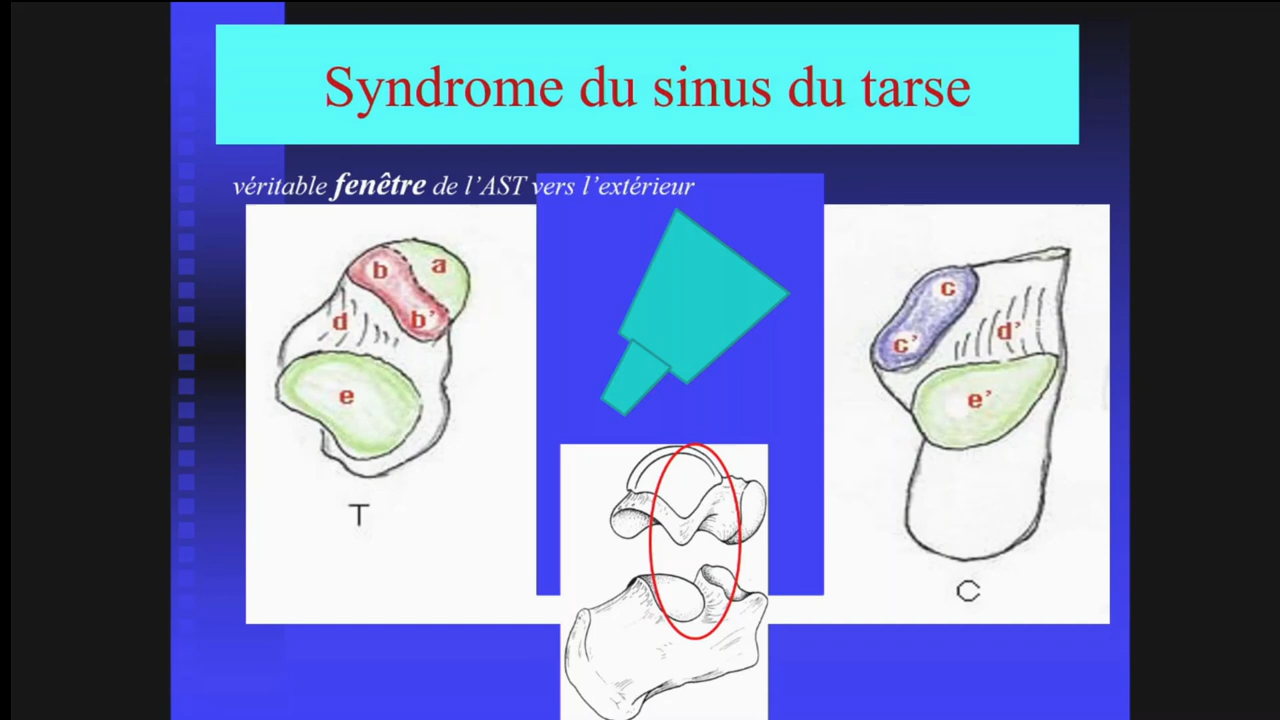 Syndrome du sinus du tarse
véritable fenêtre de l’AST vers l’extérieur
b a
d b’
e
T
c
c’ d’
e’
C